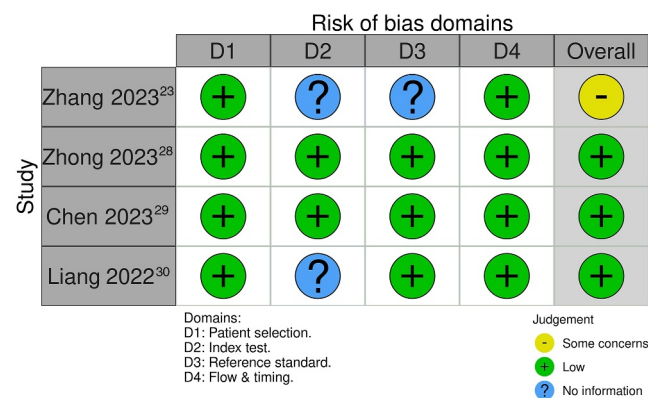 Risk of bias domains
D1 D2 D3 D4 Overall
Study
Zhang 2023²³ + ? ? + -
Zhong 2023²⁸ + + + + +
Chen 2023²⁹ + + + + +
Liang 2022³⁰ + ? + + +
Domains:
D1: Patient selection.
D2: Index test.
D3: Reference standard.
D4: Flow & timing.
Judgement
- Some concerns
+ Low
? No information